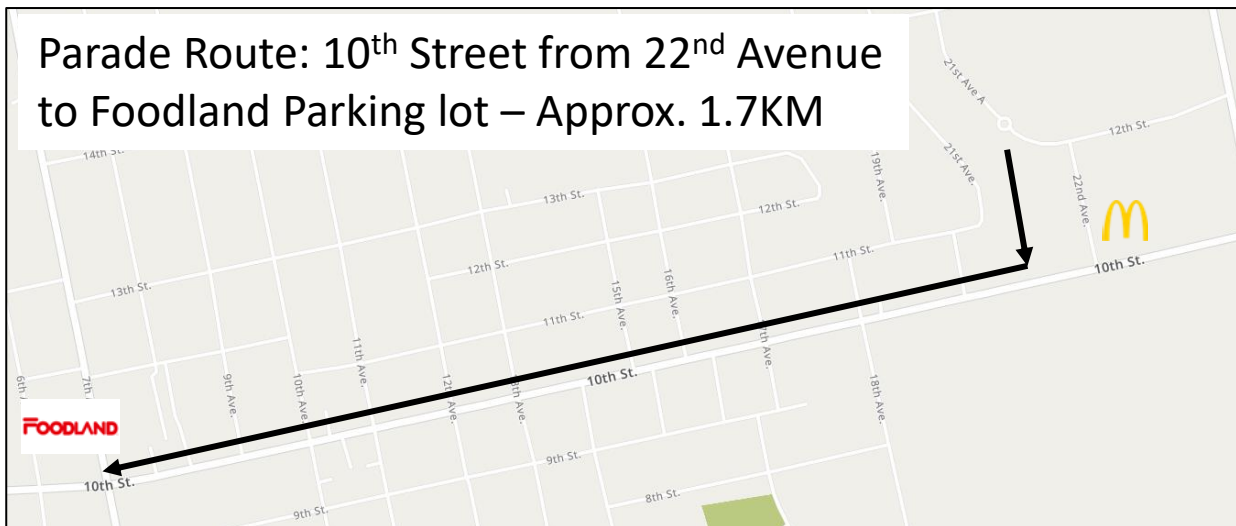 Parade Route: 10th Street from 22nd Avenue
to Foodland Parking lot – Approx. 1.7KM
21st Ave A
12th St.
14th St.
19th Ave.
21st Ave.
22nd Ave.
13th St.
12th St.
11th St.
10th St.
12th St.
16th Ave.
15th Ave.
13th St.
11th St.
11th Ave.
10th St.
18th Ave.
7th
9th Ave.
10th Ave.
12th Ave.
FOODLAND
9th St.
10th St.
8th St.
9th St.